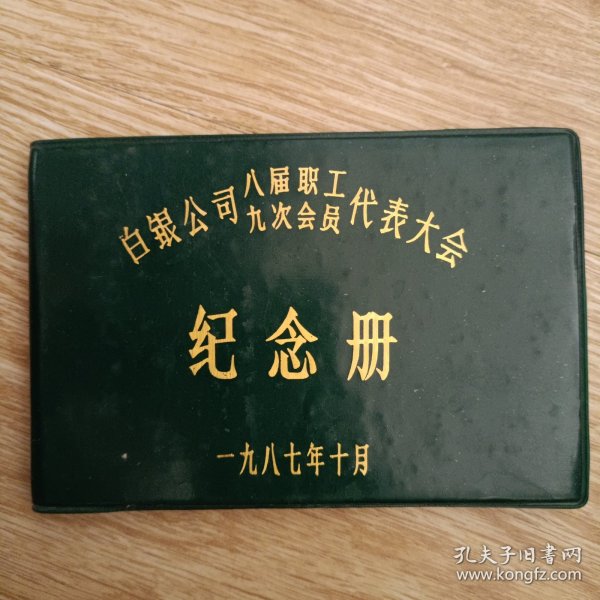 白银公司八届职工九次会员代表大会
纪念册
一九八七年十月
孔夫子旧书网
www.kongfz.com